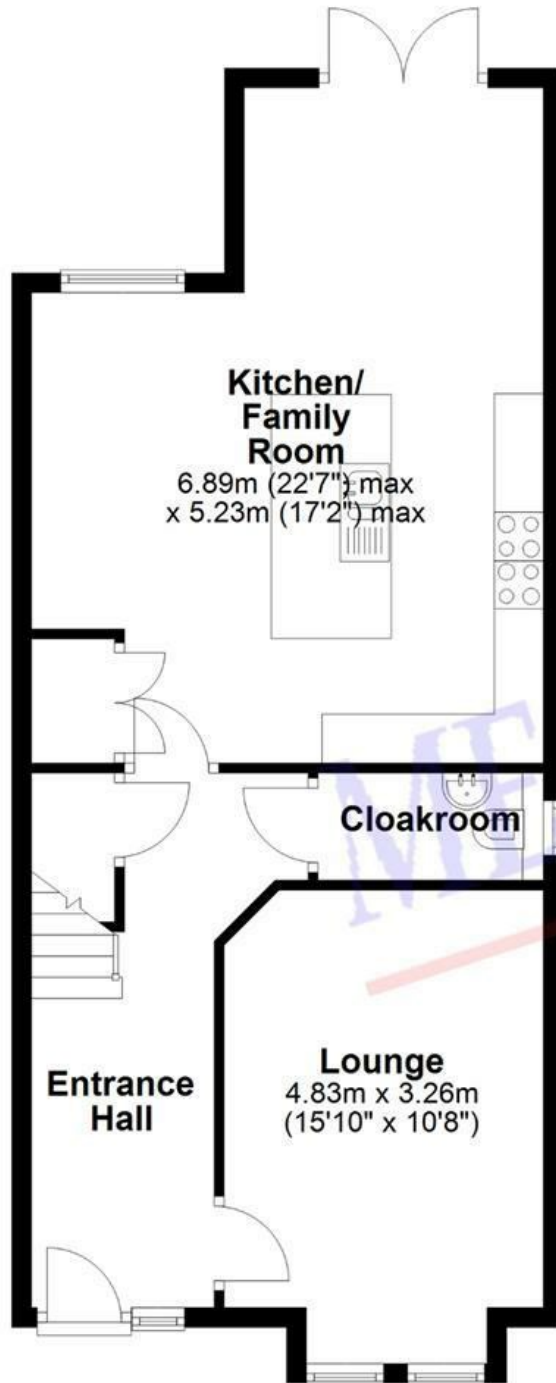 Kitchen/
Family
Room
6.89m (22'7") max
x 5.23m (17'2") max
Cloakroom
Lounge
4.83m x 3.26m
(15'10" x 10'8")
Entrance
Hall